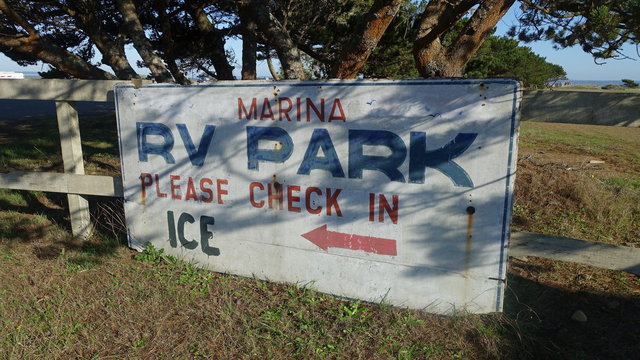 MARINA
RV PARK
PLEASE CHECK IN
ICE